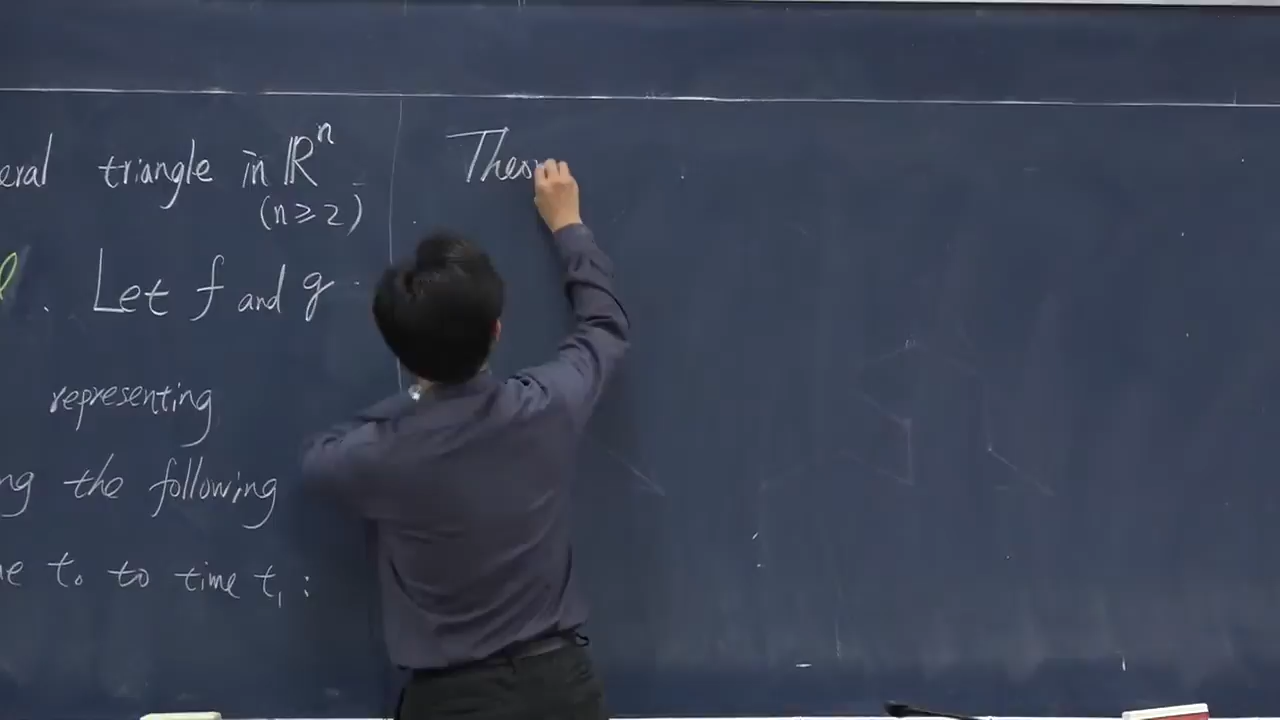 eral triangle in ℝⁿ
(n ≥ 2)
. Let f and g
representing
ng the following
e t₀ to time t₁ :
Theo